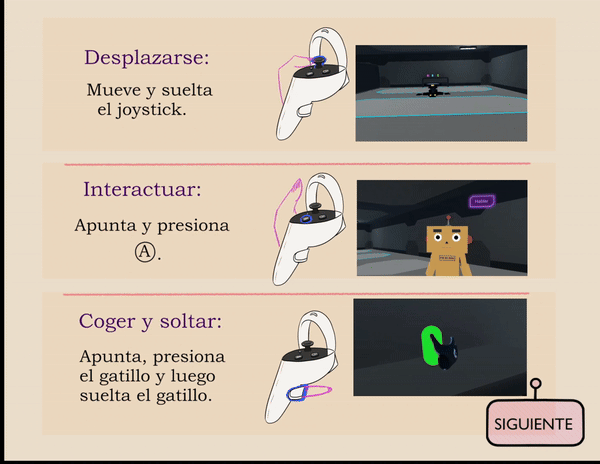 Desplazarse:
Mueve y suelta
el joystick.
Interactuar:
Apunta y presiona
Ⓐ.
Coger y soltar:
Apunta, presiona
el gatillo y luego
suelta el gatillo.
SIGUIENTE